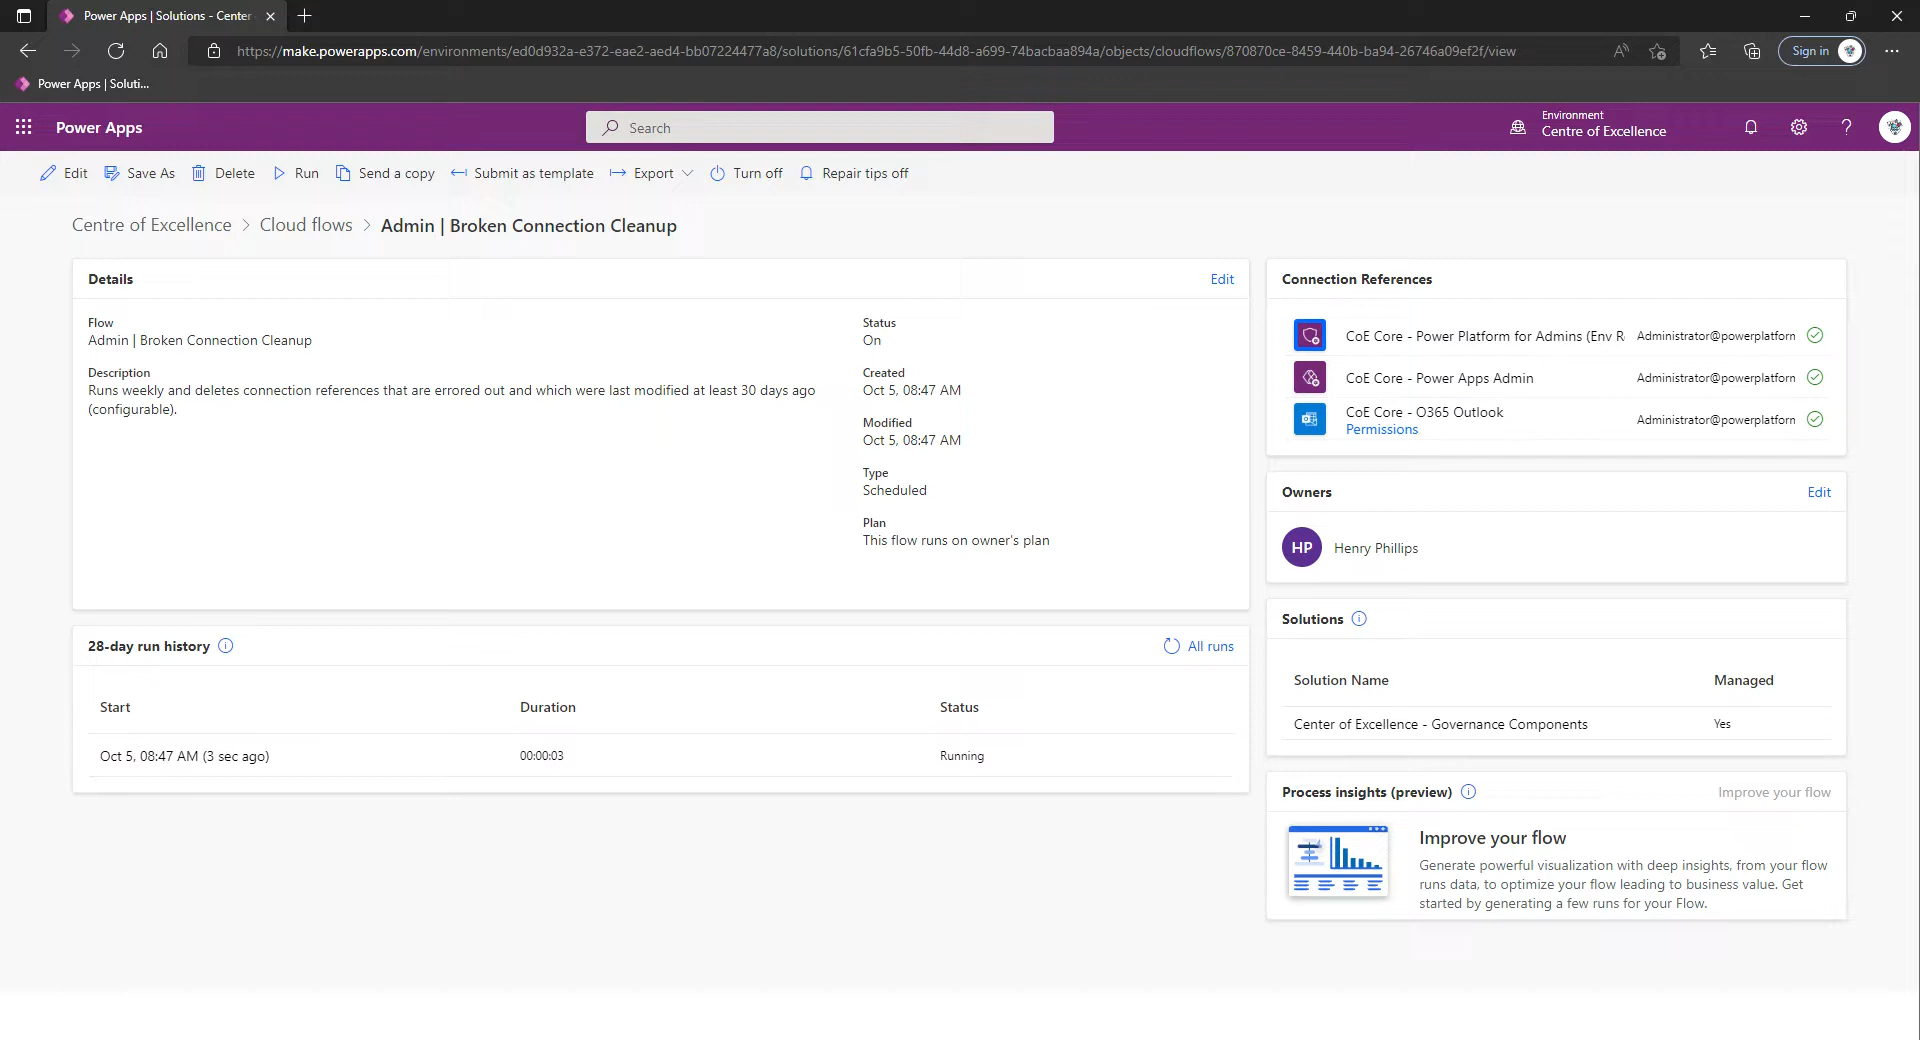 Power Apps | Solutions - Center
https://make.powerapps.com/environments/ed0d932a-e372-eae2-aed4-bb07224477a8/solutions/61cfa9b5-50fb-44d8-a699-74bacbaa894a/objects/cloudflows/870870ce-8459-440b-ba94-26746a09ef2f/view
Sign in
Power Apps | Soluti...
Power Apps
Search
Environment
Centre of Excellence
Edit
Save As
Delete
Run
Send a copy
Submit as template
Export
Turn off
Repair tips off
Centre of Excellence > Cloud flows > Admin | Broken Connection Cleanup
Details
Edit
Flow
Admin | Broken Connection Cleanup
Description
Runs weekly and deletes connection references that are errored out and which were last modified at least 30 days ago
(configurable).
Status
On
Created
Oct 5, 08:47 AM
Modified
Oct 5, 08:47 AM
Type
Scheduled
Plan
This flow runs on owner's plan
28-day run history
All runs
Start
Duration
Status
Oct 5, 08:47 AM (3 sec ago)
00:00:03
Running
Connection References
CoE Core - Power Platform for Admins (Env R
Administrator@powerplatform
CoE Core - Power Apps Admin
Administrator@powerplatform
CoE Core - O365 Outlook
Permissions
Administrator@powerplatform
Owners
Edit
HP
Henry Phillips
Solutions
Solution Name
Managed
Center of Excellence - Governance Components
Yes
Process insights (preview)
Improve your flow
Improve your flow
Generate powerful visualization with deep insights, from your flow
runs data, to optimize your flow leading to business value. Get
started by generating a few runs for your Flow.